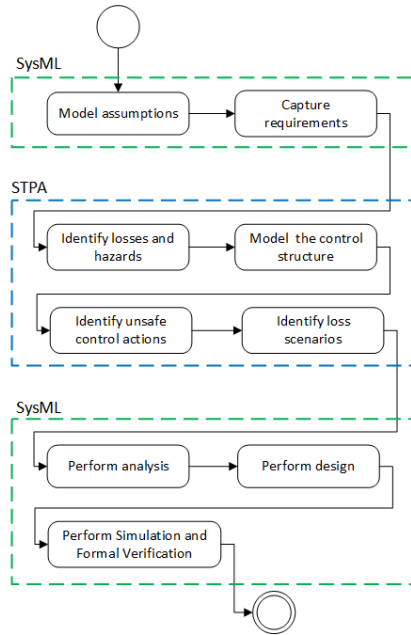 SysML
Model assumptions
Capture
requirements
STPA
Identify losses and
hazards
Model the control
structure
Identify unsafe
control actions
Identify loss
scenarios
SysML
Perform analysis
Perform design
Perform Simulation and
Formal Verification